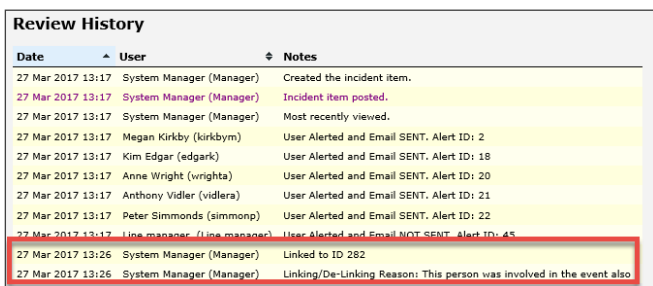 Review History
Date User Notes
27 Mar 2017 13:17 System Manager (Manager) Created the incident item.
27 Mar 2017 13:17 System Manager (Manager) Incident item posted.
27 Mar 2017 13:17 System Manager (Manager) Most recently viewed.
27 Mar 2017 13:17 Megan Kirkby (kirkbym) User Alerted and Email SENT. Alert ID: 2
27 Mar 2017 13:17 Kim Edgar (edgark) User Alerted and Email SENT. Alert ID: 18
27 Mar 2017 13:17 Anne Wright (wrighta) User Alerted and Email SENT. Alert ID: 20
27 Mar 2017 13:17 Anthony Vidler (vidlera) User Alerted and Email SENT. Alert ID: 21
27 Mar 2017 13:17 Peter Simmonds (simmonp) User Alerted and Email SENT. Alert ID: 22
27 Mar 2017 13:17 Line manager (Line manager) User Alerted and Email NOT SENT. Alert ID: 45
27 Mar 2017 13:26 System Manager (Manager) Linked to ID 282
27 Mar 2017 13:26 System Manager (Manager) Linking/De-Linking Reason: This person was involved in the event also